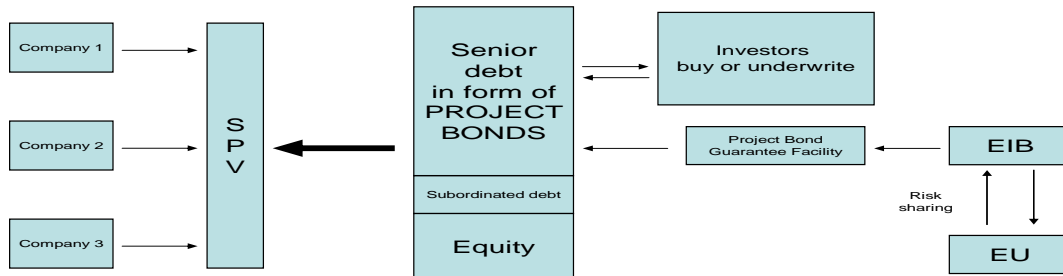 Company 1
Company 2
Company 3
S
P
V
Senior
debt
in form of
PROJECT
BONDS
Subordinated debt
Equity
Investors
buy or underwrite
Project Bond
Guarantee Facility
EIB
Risk
sharing
EU